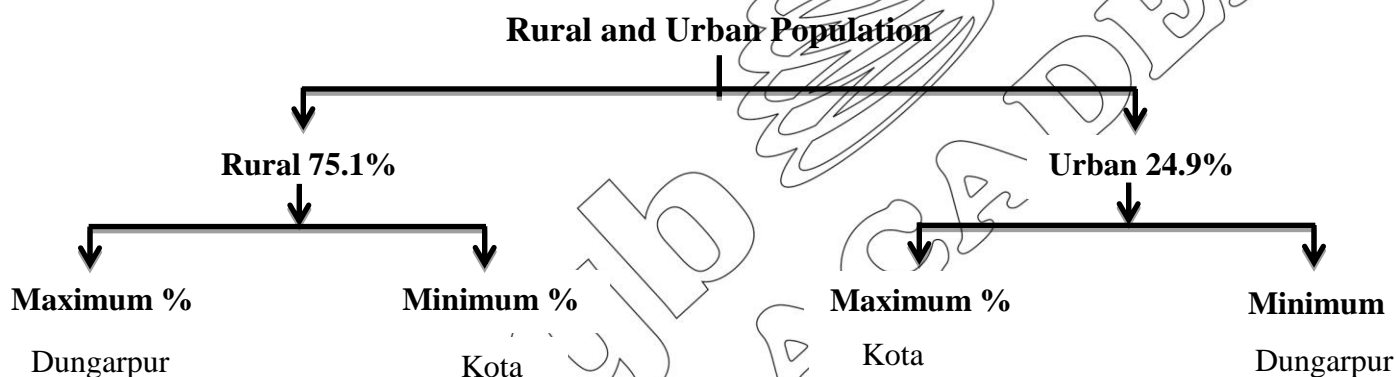 Rural and Urban Population
Rural 75.1%
Urban 24.9%
Maximum %
Minimum %
Maximum %
Minimum
Dungarpur
Kota
Kota
Dungarpur